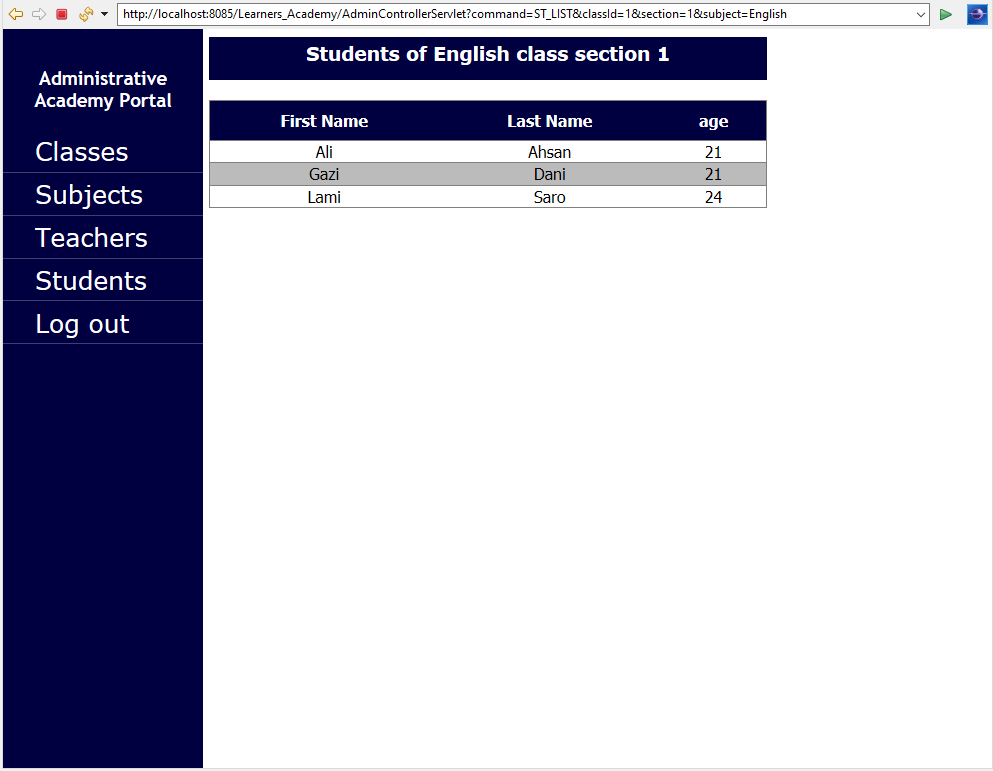 http://localhost:8085/Learners_Academy/AdminControllerServlet?command=ST_LIST&classId=1&section=1&subject=English
Administrative
Academy Portal
Classes
Subjects
Teachers
Students
Log out
Students of English class section 1
First Name Last Name age
Ali Ahsan 21
Gazi Dani 21
Lami Saro 24